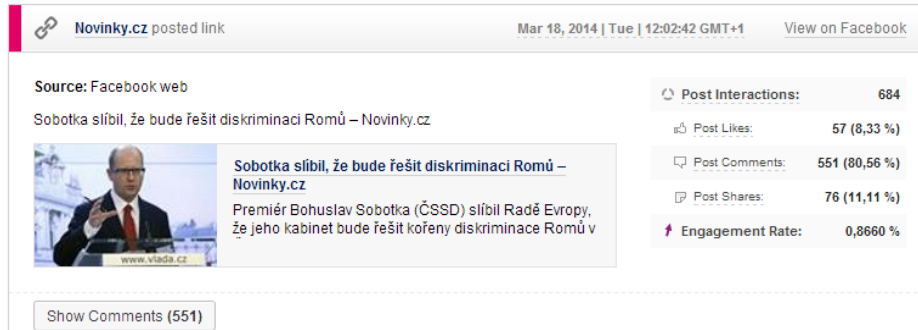 Novinky.cz posted link
Mar 18, 2014 | Tue | 12:02:42 GMT+1
View on Facebook
Source: Facebook web
Sobotka slíbil, že bude řešit diskriminaci Romů – Novinky.cz
www.vlada.cz
Sobotka slíbil, že bude řešit diskriminaci Romů –
Novinky.cz
Premiér Bohuslav Sobotka (ČSSD) slíbil Radě Evropy,
že jeho kabinet bude řešit kořeny diskriminace Romů v
Post Interactions: 684
Post Likes: 57 (8,33 %)
Post Comments: 551 (80,56 %)
Post Shares: 76 (11,11 %)
Engagement Rate: 0,8660 %
Show Comments (551)